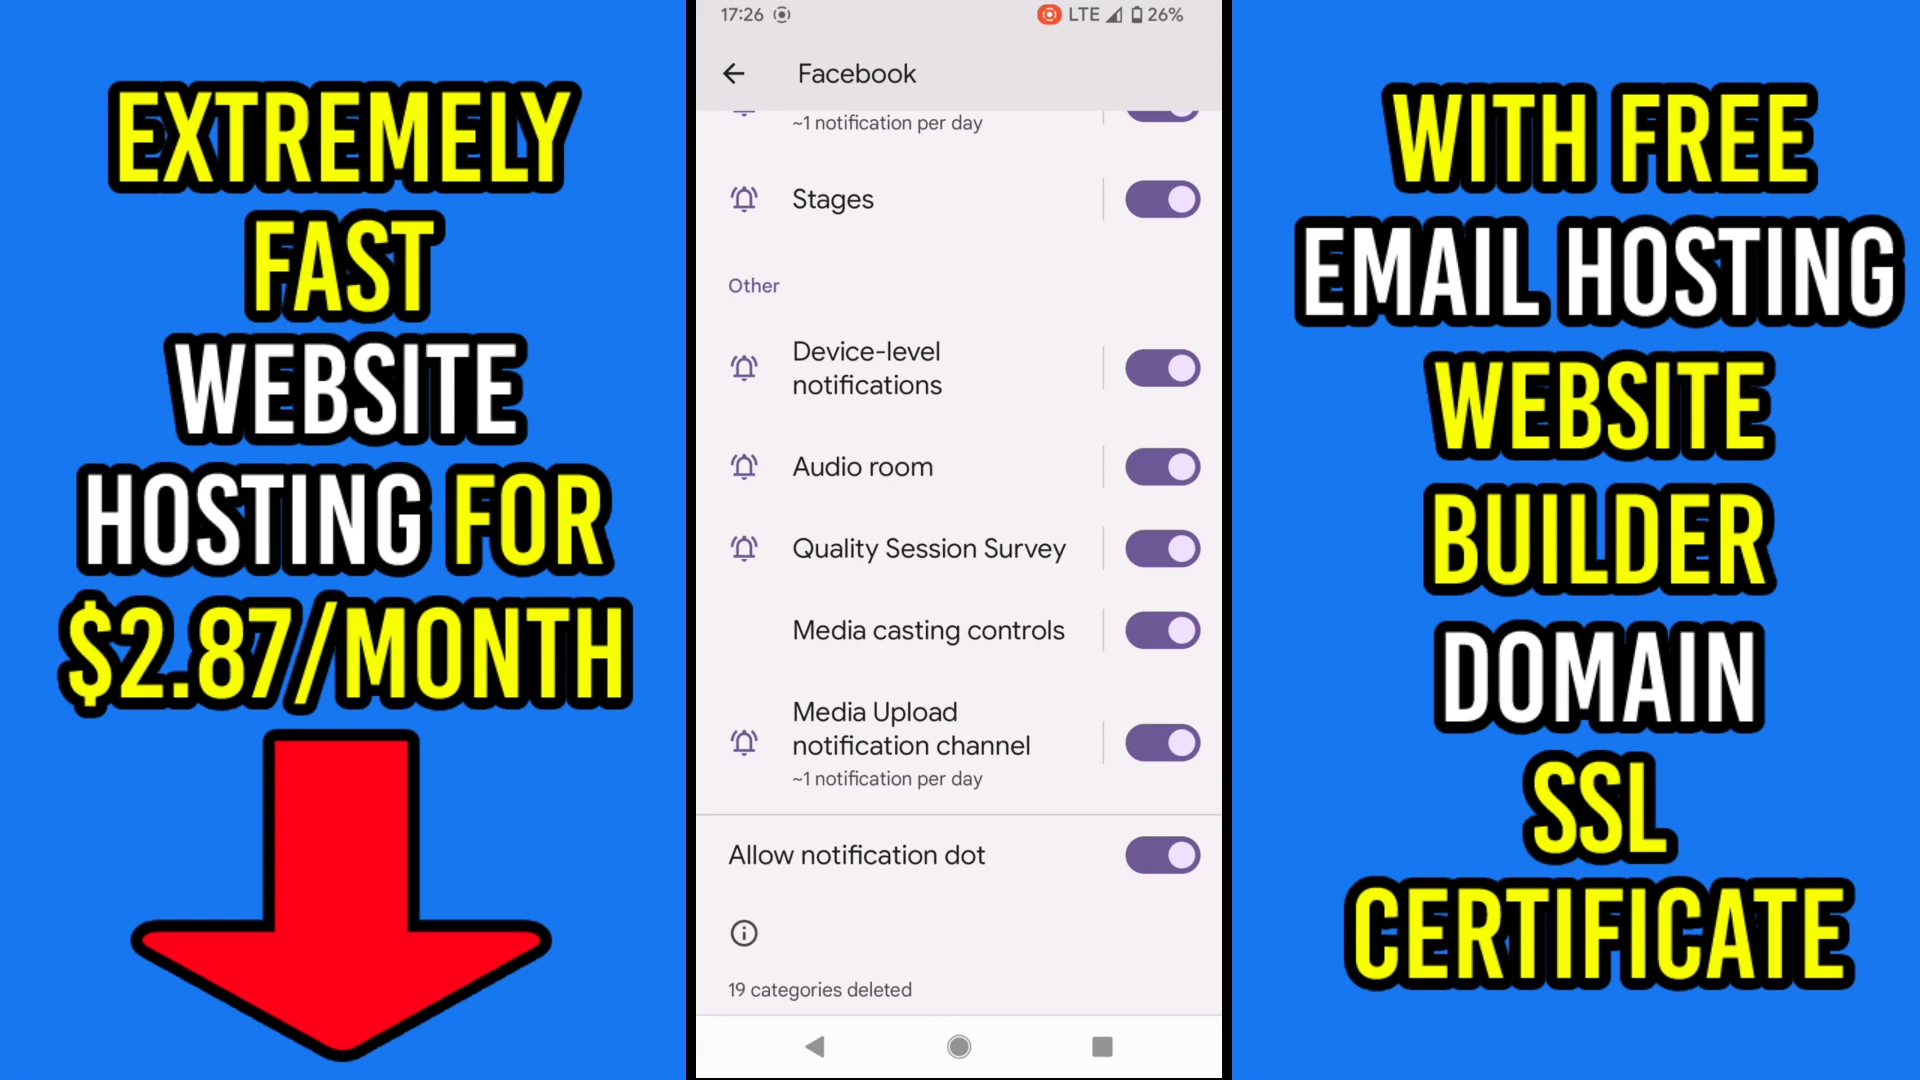 EXTREMELY
FAST
WEBSITE
HOSTING FOR
$2.87/MONTH
17:26
LTE 26%
Facebook
~1 notification per day
Stages
Other
Device-level
notifications
Audio room
Quality Session Survey
Media casting controls
Media Upload
notification channel
~1 notification per day
Allow notification dot
19 categories deleted
WITH FREE
EMAIL HOSTING
WEBSITE
BUILDER
DOMAIN
SSL
CERTIFICATE